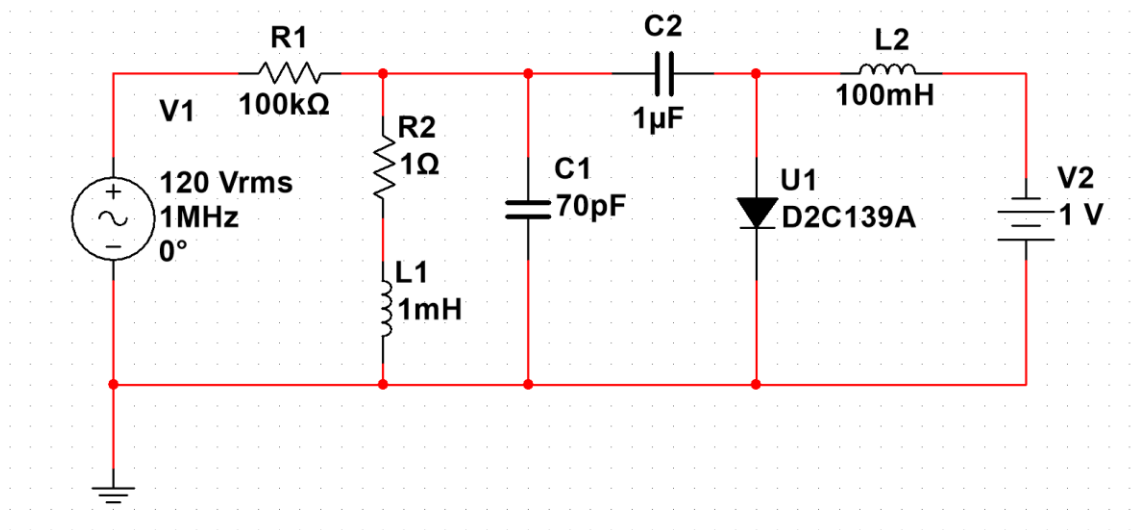 R1
100kΩ
V1
120 Vrms
1MHz
0°
R2
1Ω
L1
1mH
C1
70pF
C2
1µF
U1
D2C139A
L2
100mH
V2
1 V